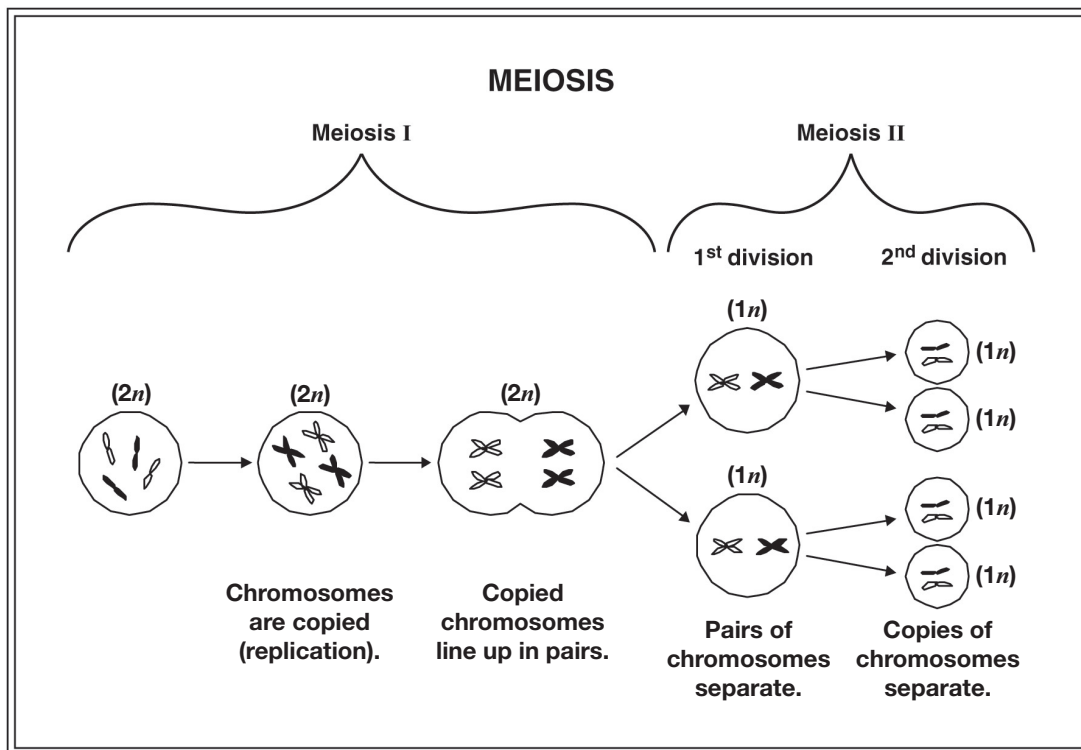 MEIOSIS
Meiosis I
Meiosis II
1st division
2nd division
(2n)
(2n)
(2n)
(1n)
(1n)
(1n)
(1n)
(1n)
(1n)
Chromosomes
are copied
(replication).
Copied
chromosomes
line up in pairs.
Pairs of
chromosomes
separate.
Copies of
chromosomes
separate.